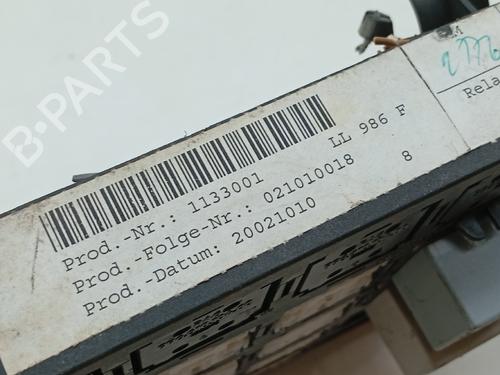 B-PARTS
LL 986 F
Prod.-Nr.: 1133001
Prod.-Folge-Nr.: 021010018 8
Prod.-Datum: 20021010
Rela